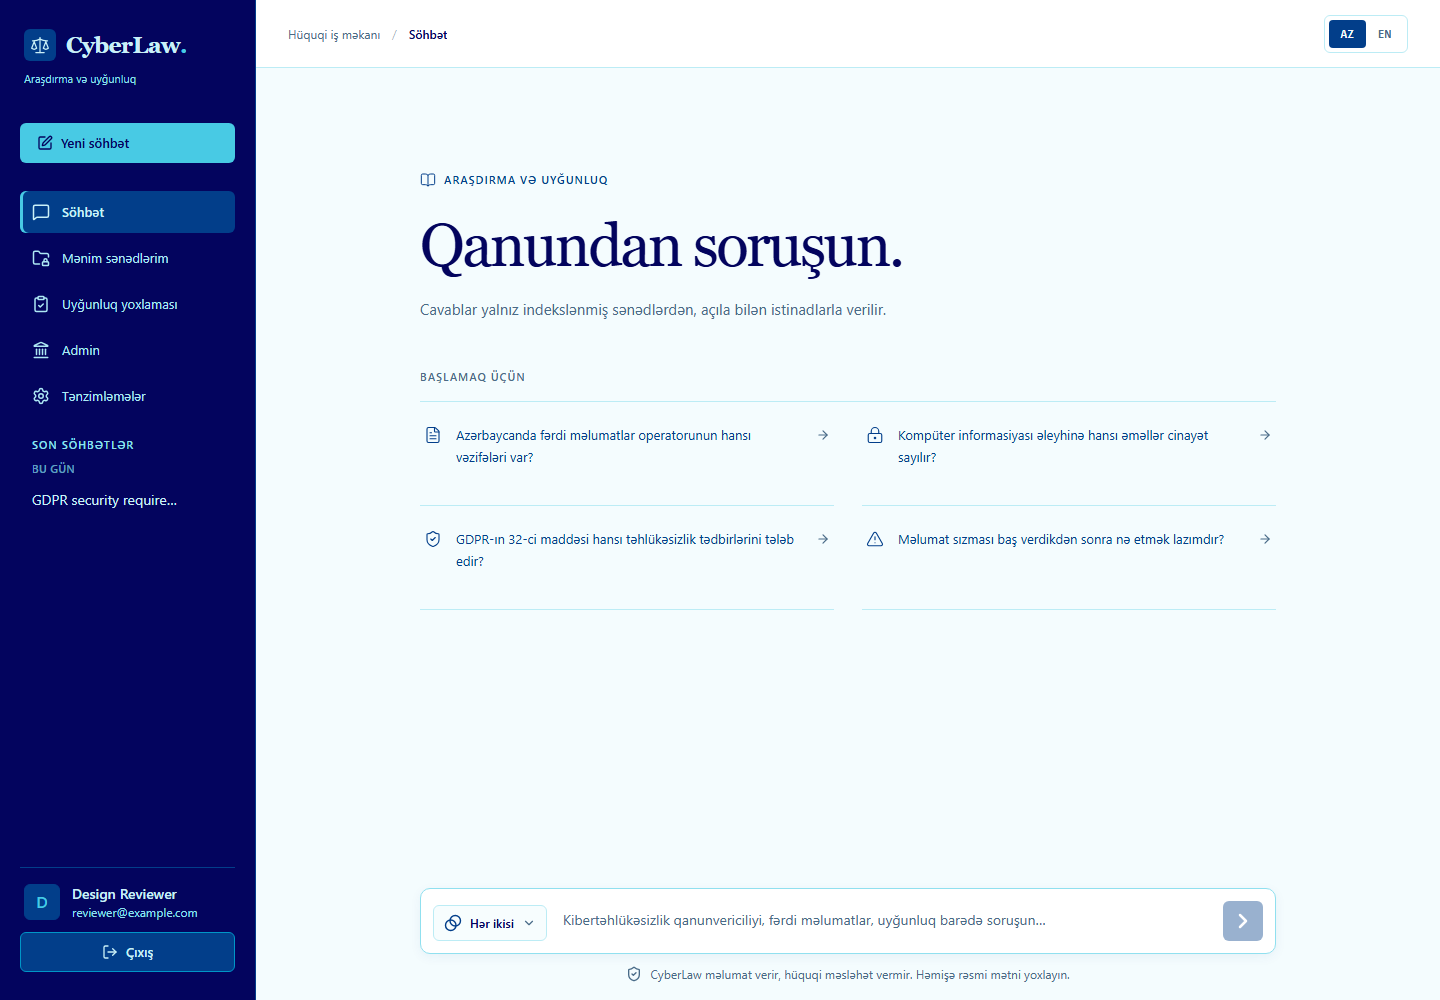 CyberLaw.
Araşdırma və uyğunluq
Yeni söhbət
Söhbət
Mənim sənədlərim
Uyğunluq yoxlaması
Admin
Tənzimləmələr
SON SÖHBƏTLƏR
BU GÜN
GDPR security require...
D
Design Reviewer
reviewer@example.com
Çıxış
Hüquqi iş məkanı / Söhbət
AZ EN
ARAŞDIRMA VƏ UYĞUNLUQ
Qanundan soruşun.
Cavablar yalnız indekslənmiş sənədlərdən, açıla bilən istinadlarla verilir.
BAŞLAMAQ ÜÇÜN
Azərbaycanda fərdi məlumatlar operatorunun hansı
vəzifələri var?
Kompüter informasiyası əleyhinə hansı əməllər cinayət
sayılır?
GDPR-ın 32-ci maddəsi hansı təhlükəsizlik tədbirlərini tələb
edir?
Məlumat sızması baş verdikdən sonra nə etmək lazımdır?
Hər ikisi
Kibertəhlükəsizlik qanunvericiliyi, fərdi məlumatlar, uyğunluq barədə soruşun...
CyberLaw məlumat verir, hüquqi məsləhət vermir. Həmişə rəsmi mətni yoxlayın.